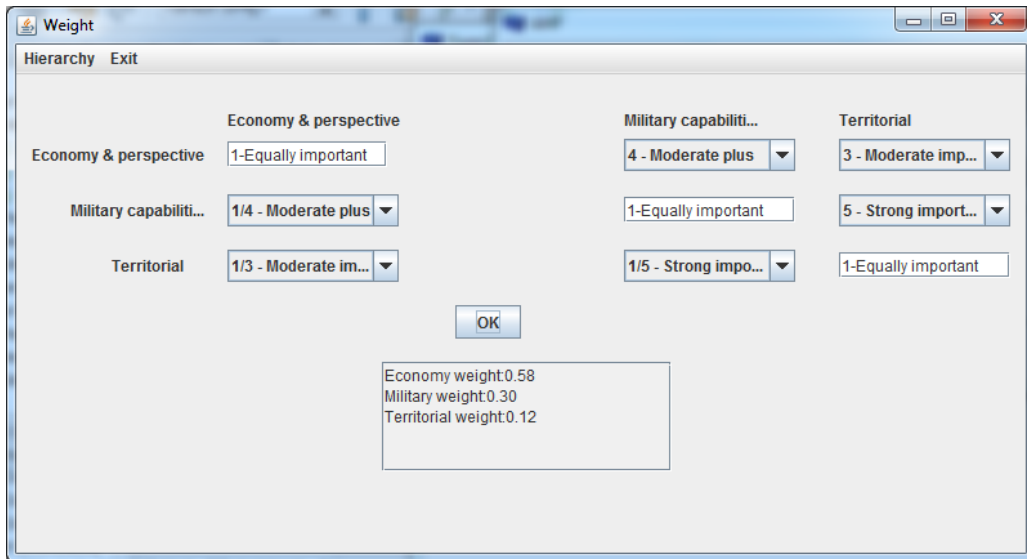 Weight
Hierarchy Exit
Economy & perspective Military capabiliti... Territorial
Economy & perspective 1-Equally important 4 - Moderate plus 3 - Moderate imp...
Military capabiliti... 1/4 - Moderate plus 1-Equally important 5 - Strong import...
Territorial 1/3 - Moderate im... 1/5 - Strong impo... 1-Equally important
OK
Economy weight:0.58
Military weight:0.30
Territorial weight:0.12